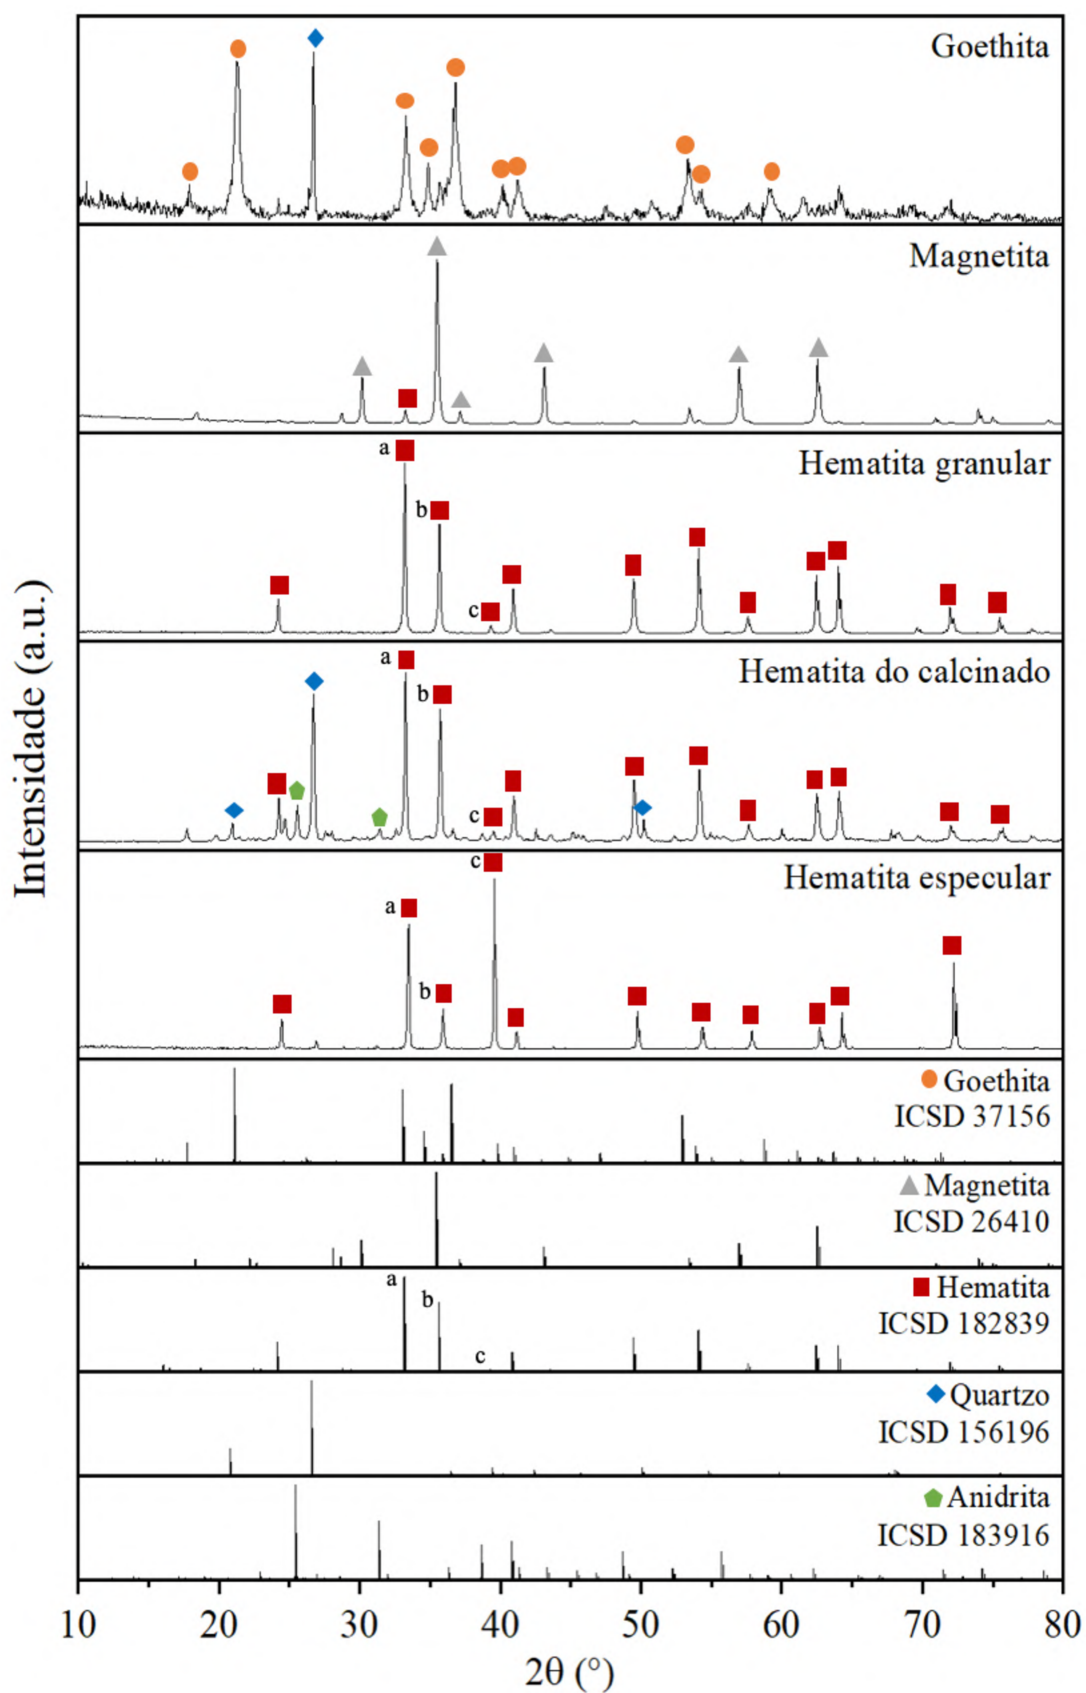 Goethita
Magnetita
Hematita granular
a
b
c
Hematita do calcinado
a
b
c
Hematita especular
c
a
b
Goethita
ICSD 37156
Magnetita
ICSD 26410
Hematita
ICSD 182839
a
b
c
Quartzo
ICSD 156196
Anidrita
ICSD 183916
Intensidade (a.u.)
10 20 30 40 50 60 70 80
2θ (°)